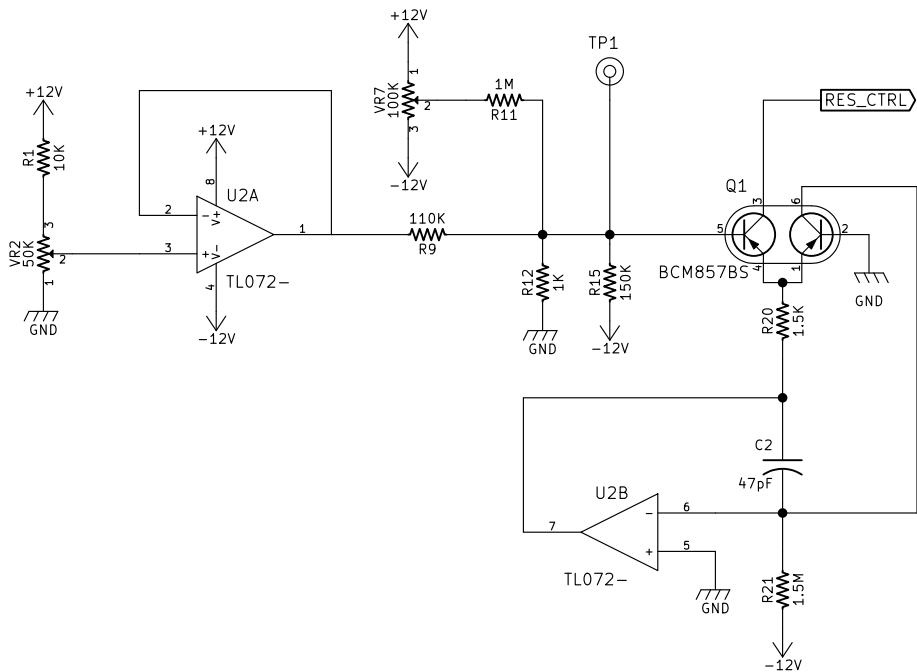 +12V
R1
10K
3
VR2
50K
2
1
GND
+12V
8
U2A
2
-
V+
3
+
V-
1
4
TL072-
-12V
+12V
1
VR7
100K
2
3
-12V
1M
R11
110K
R9
R12
1K
GND
TP1
R15
150K
-12V
RES_CTRL
Q1
3
6
5
2
4
1
BCM857BS
GND
R20
1.5K
C2
47pF
U2B
7
-
6
+
5
TL072-
GND
R21
1.5M
-12V